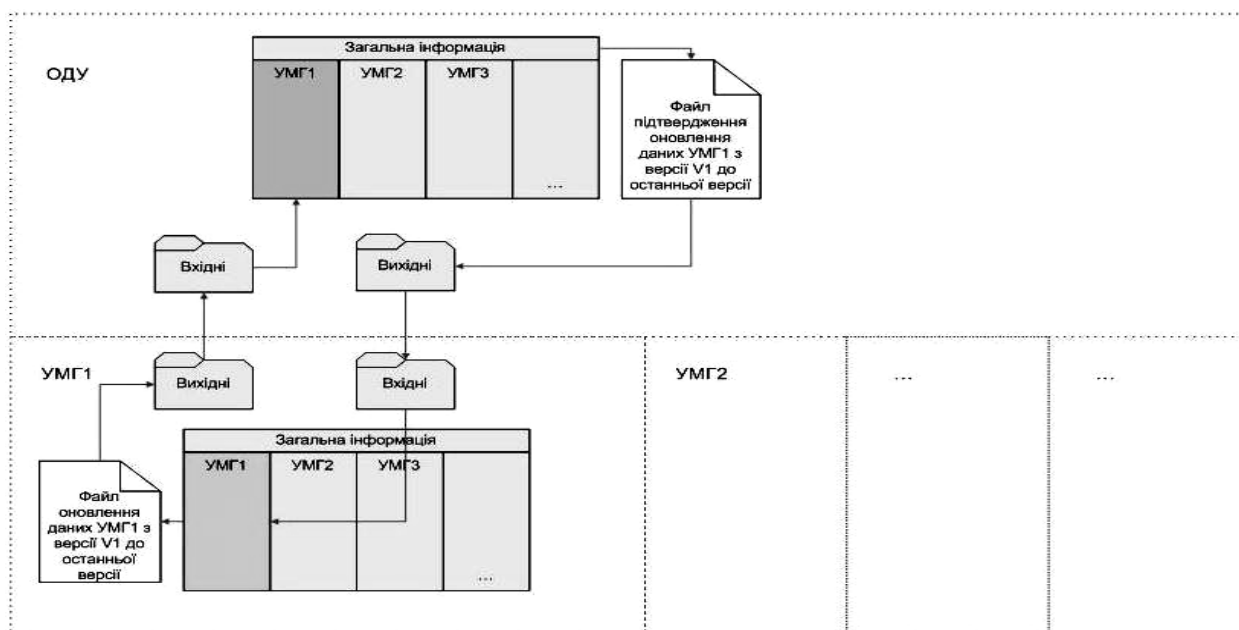 ОДУ
Загальна інформація
УМГ1
УМГ2
УМГ3
...
Файл
підтвердження
оновлення
даних УМГ1 з
версії V1 до
останньої версії
Вхідні
Вихідні
УМГ1
Вихідні
Вхідні
УМГ2
...
...
Загальна інформація
УМГ1
УМГ2
УМГ3
...
Файл
оновлення
даних УМГ1 з
версії V1 до
останньої
версії